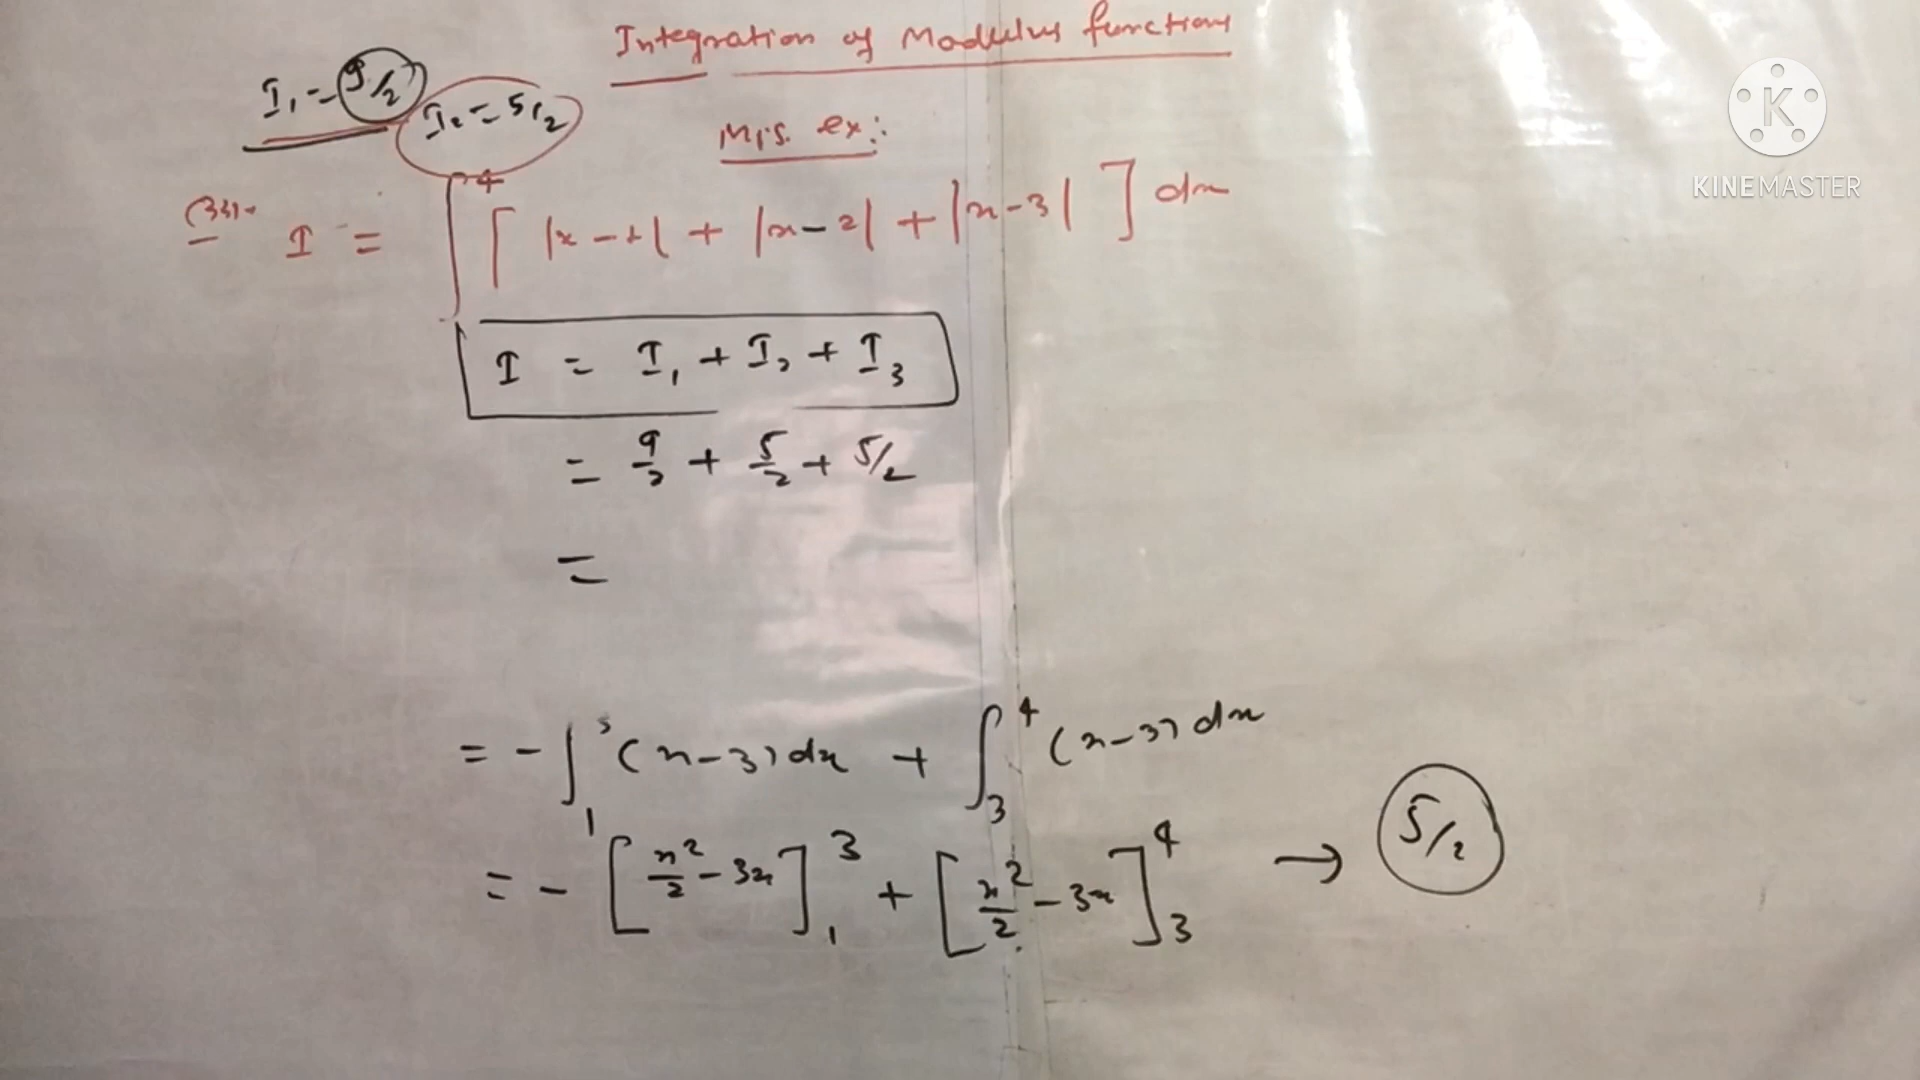 Integration of Modulus functions
I₁ = 9/2
I₂ = 5/2
Mis. ex:
(33)- I = ∫⁴ [ |x-1| + |x-2| + |x-3| ] dx
I = I₁ + I₂ + I₃
= 9/2 + 5/2 + 5/2
=
= - ∫₁³ (x-3) dx + ∫₃⁴ (x-3) dx
= - [x²/2 - 3x]₁³ + [x²/2 - 3x]₃⁴ → 5/2
K
KINEMASTER